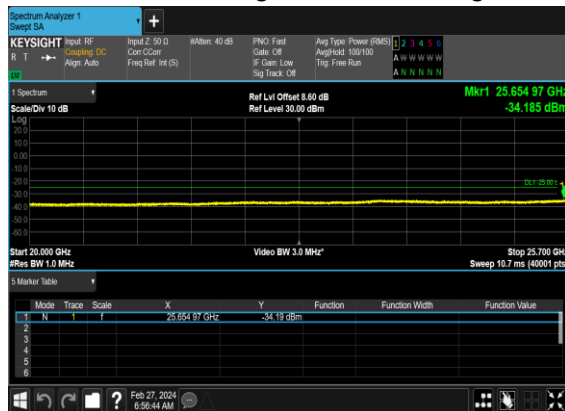 Spectrum Analyzer 1
Swept SA
+
KEYSIGHT Input: RF Input Z: 50 Ω #Atten: 40 dB PNO: Fast Avg Type: Power (RMS) 1 2 3 4 5 6
R T Coupling: DC Corr CCorr Gate: Off Avg|Hold: 100/100 A W W W W W
Align: Auto Freq Ref: Int (S) IF Gain: Low Trig: Free Run
Sig Track: Off A N N N N N
1 Spectrum Ref Lvl Offset 8.60 dB Mkr1 25.654 97 GHz
Scale/Div 10 dB Ref Level 30.00 dBm -34.185 dBm
Log
20.0
10.0
0.00
-10.0
-20.0 DL1 -25.00
-30.0
-40.0
-50.0
-60.0
Start 20.000 GHz Video BW 3.0 MHz* Stop 25.700 GHz
#Res BW 1.0 MHz Sweep 10.7 ms (40001 pts
5 Marker Table
Mode Trace Scale X Y Function Function Width Function Value
1 N 1 f 25.654 97 GHz -34.19 dBm
2
3
4
5
6
? Feb 27, 2024
6:56:44 AM